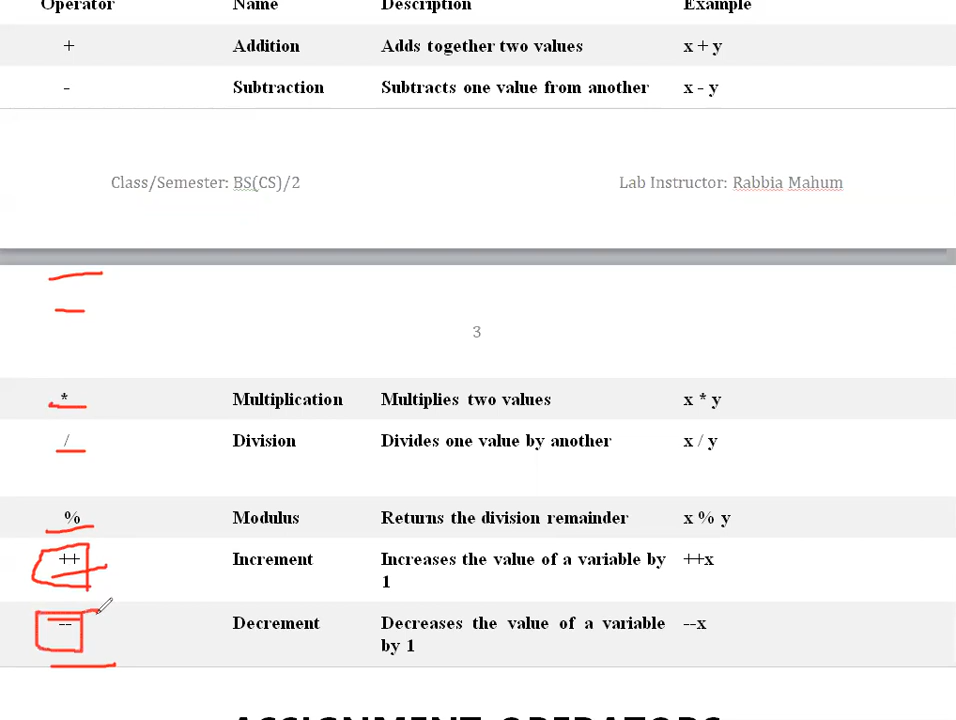 Operator Name Description Example
+ Addition Adds together two values x + y
- Subtraction Subtracts one value from another x - y
Class/Semester: BS(CS)/2 Lab Instructor: Rabbia Mahum
3
* Multiplication Multiplies two values x * y
/ Division Divides one value by another x / y
% Modulus Returns the division remainder x % y
++ Increment Increases the value of a variable by ++x
1
-- Decrement Decreases the value of a variable --x
by 1
ASSIGNMENT OPERATORS